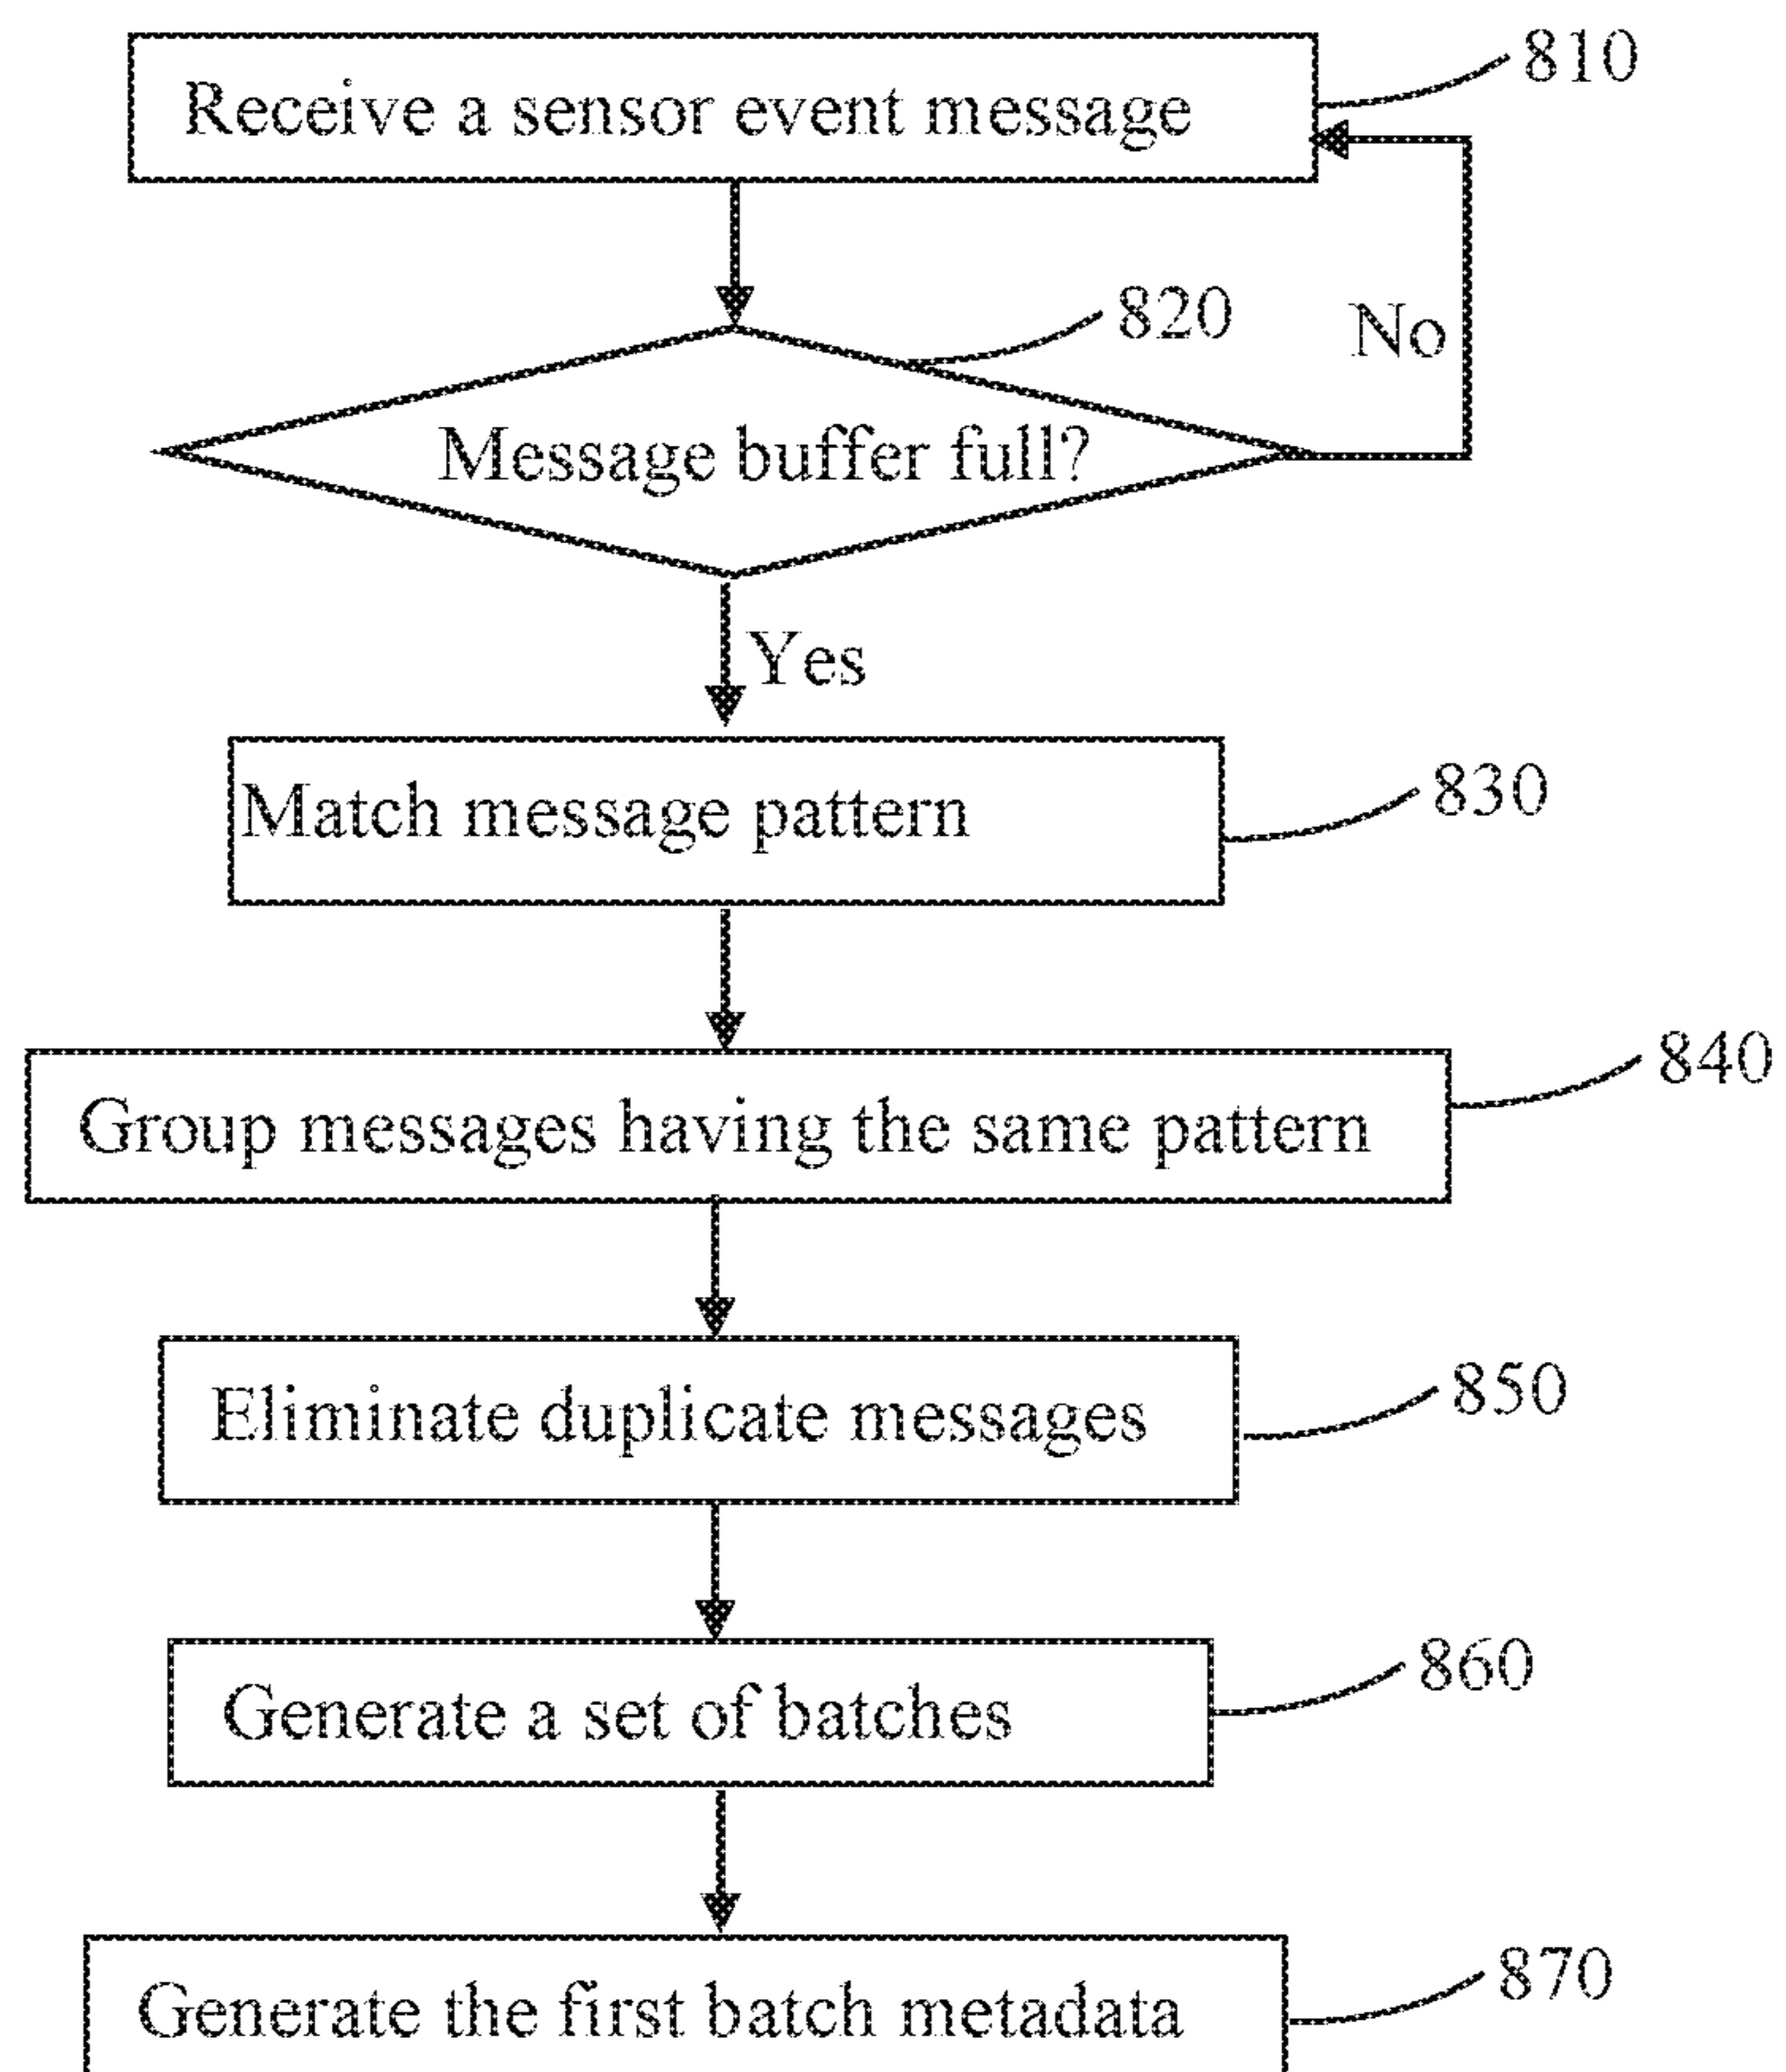 Receive a sensor event message
810
820
No
Message buffer full?
Yes
Match message pattern
830
Group messages having the same pattern
840
Eliminate duplicate messages
850
Generate a set of batches
860
Generate the first batch metadata
870